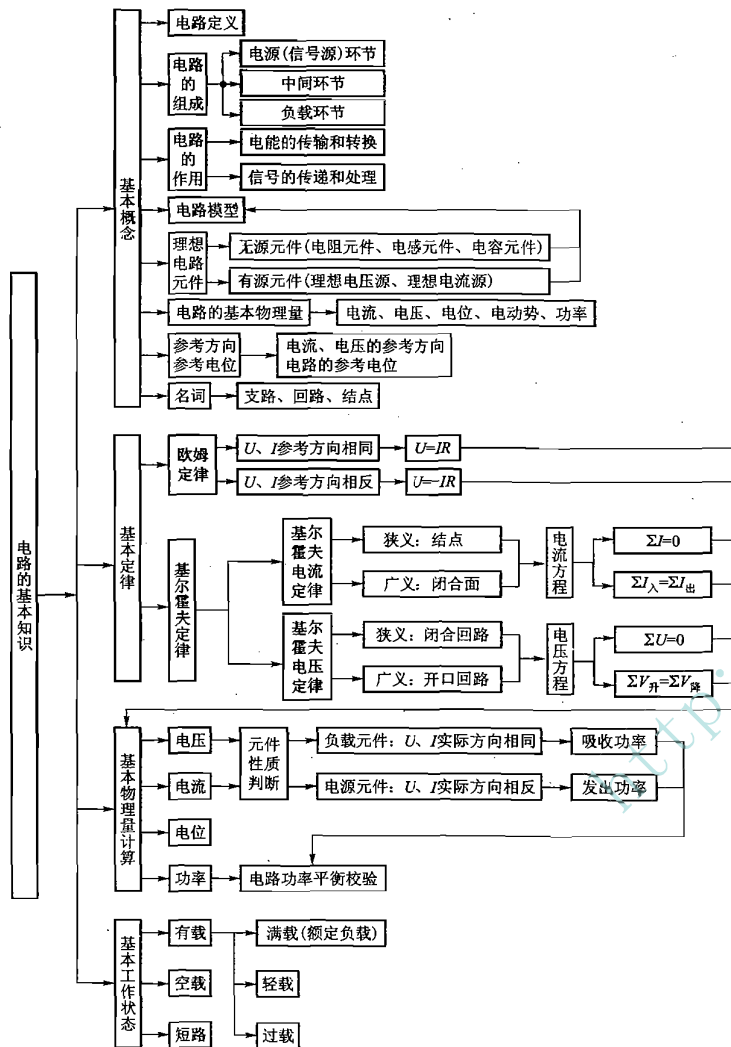 电路的基本知识
基本概念
电路定义
电路
的
组成
电源(信号源)环节
中间环节
负载环节
电路
的
作用
电能的传输和转换
信号的传递和处理
电路模型
理想
电路
元件
无源元件(电阻元件、电感元件、电容元件)
有源元件(理想电压源、理想电流源)
电路的基本物理量
电流、电压、电位、电动势、功率
参考方向
参考电位
电流、电压的参考方向
电路的参考电位
名词
支路、回路、结点
基本定律
欧姆
定律
U、I参考方向相同
U=IR
U、I参考方向相反
U=-IR
基尔霍夫定律
基尔
霍夫
电流
定律
狭义：结点
广义：闭合面
电流方程
ΣI=0
ΣI入=ΣI出
基尔
霍夫
电压
定律
狭义：闭合回路
广义：开口回路
电压方程
ΣU=0
ΣV升=ΣV降
基本物理量计算
电压
电流
电位
功率
元件
性质
判断
负载元件：U、I实际方向相同
吸收功率
电源元件：U、I实际方向相反
发出功率
电路功率平衡校验
基本工作状态
有载
满载(额定负载)
空载
轻载
短路
过载
http: